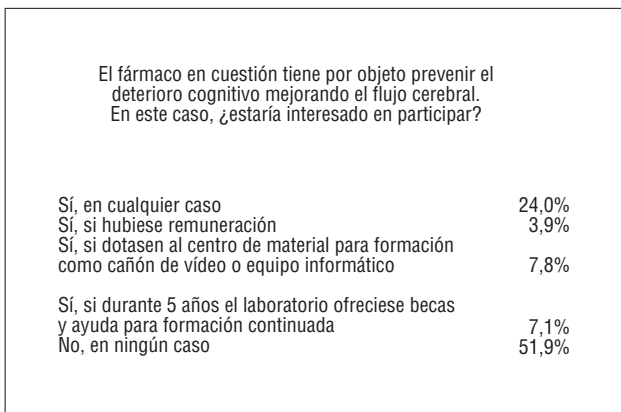 El fármaco en cuestión tiene por objeto prevenir el
deterioro cognitivo mejorando el flujo cerebral.
En este caso, ¿estaría interesado en participar?
Sí, en cualquier caso 24,0%
Sí, si hubiese remuneración 3,9%
Sí, si dotasen al centro de material para formación
como cañón de vídeo o equipo informático 7,8%
Sí, si durante 5 años el laboratorio ofreciese becas
y ayuda para formación continuada 7,1%
No, en ningún caso 51,9%